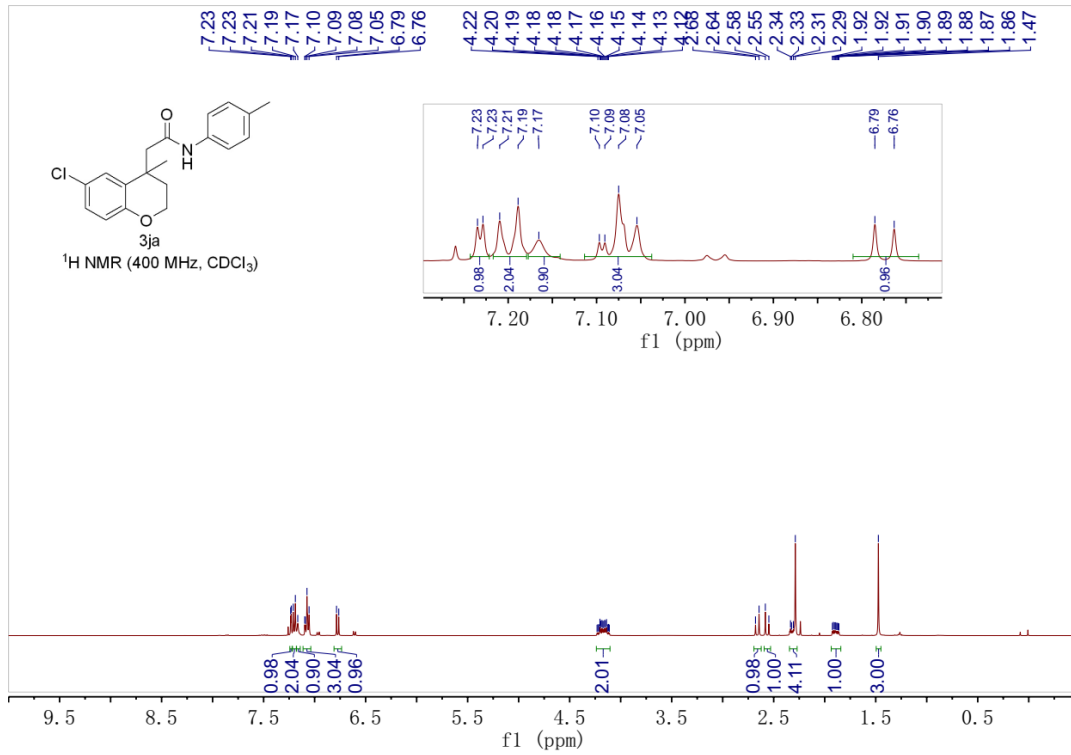 7.23 7.23 7.21 7.19 7.17 7.10 7.09 7.08 7.05 6.79 6.76 4.22 4.20 4.19 4.18 4.18 4.17 4.16 4.15 4.14 4.13 4.12 2.68 2.64 2.58 2.55 2.34 2.33 2.31 2.29 1.92 1.92 1.91 1.90 1.89 1.88 1.87 1.86 1.47
O
N
H
Cl
O
3ja
¹H NMR (400 MHz, CDCl₃)
7.23 7.23 7.21 7.19 7.17 7.10 7.09 7.08 7.05 6.79 6.76
0.98 2.04 0.90 3.04 0.96
7.20 7.10 7.00 6.90 6.80
f1 (ppm)
0.98 2.04 0.90 3.04 0.96 2.01 0.98 1.00 4.11 1.00 3.00
9.5 8.5 7.5 6.5 5.5 4.5 3.5 2.5 1.5 0.5
f1 (ppm)